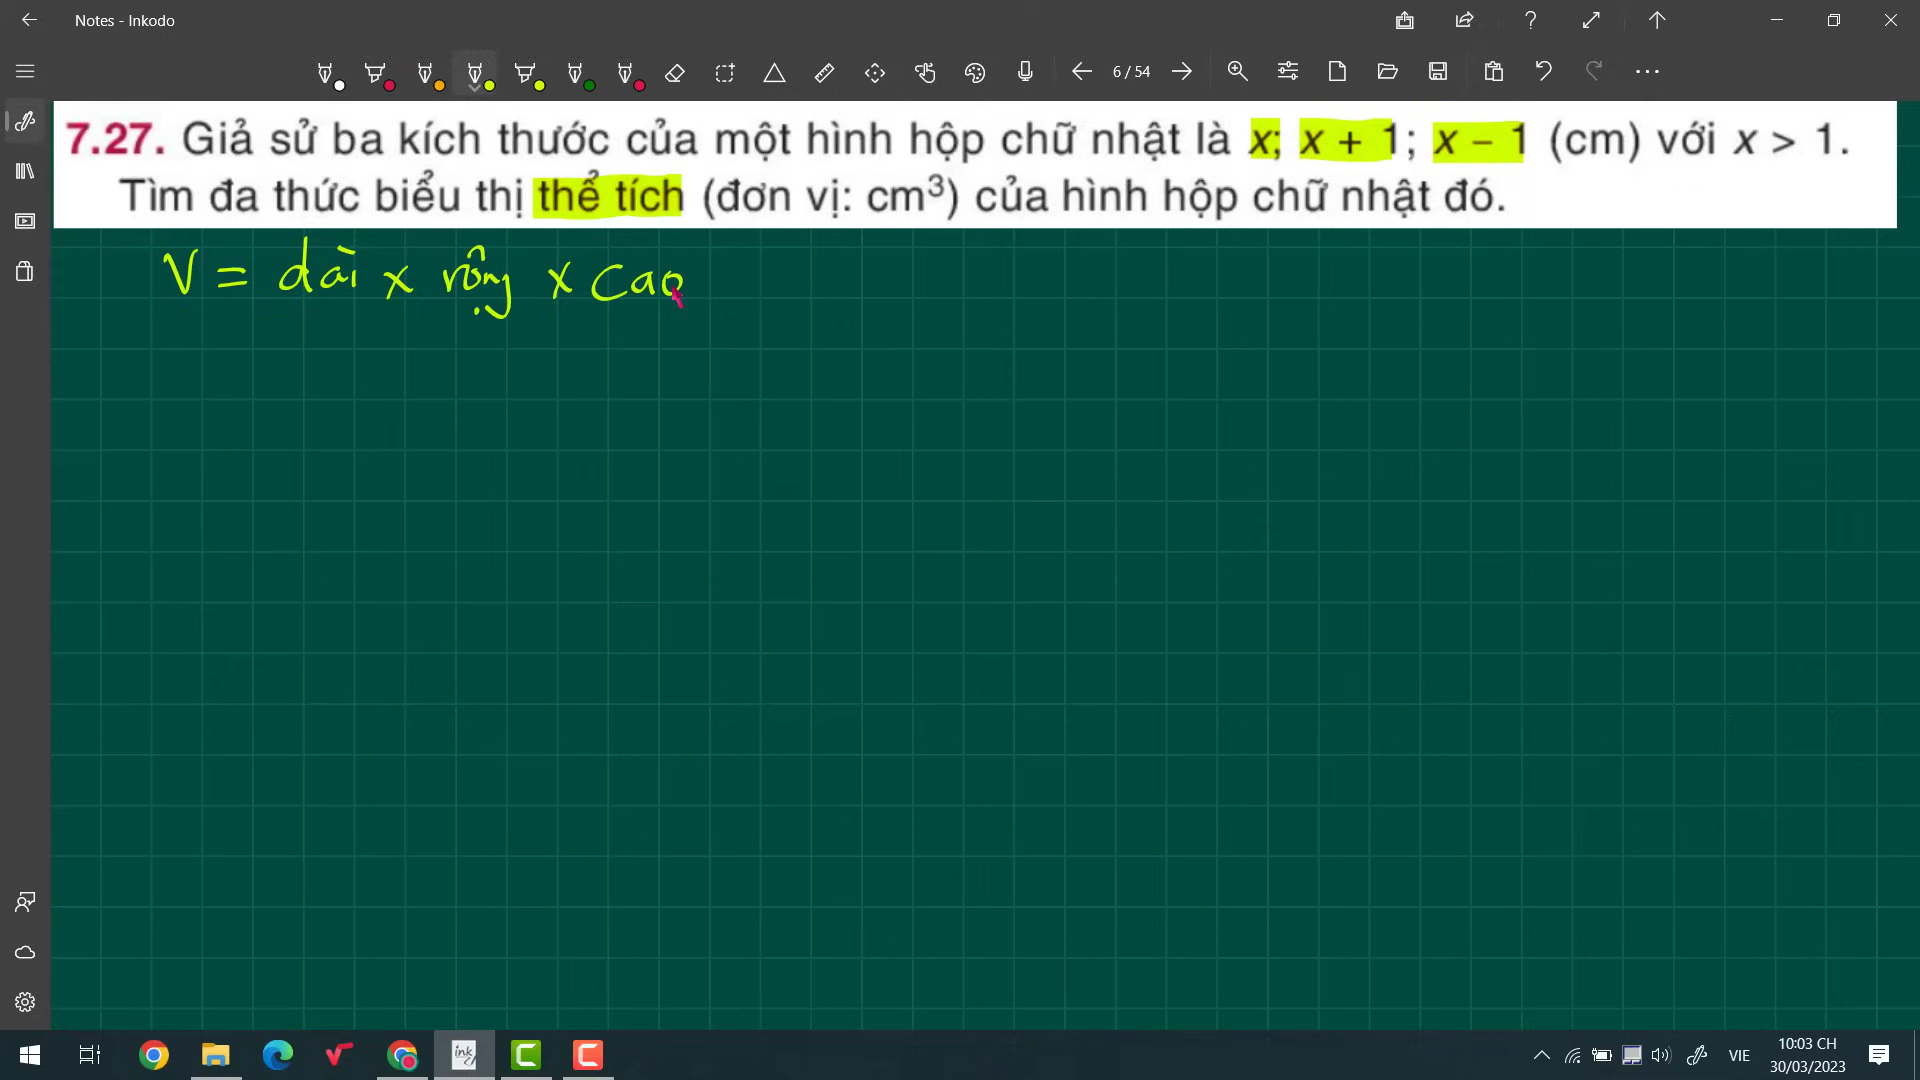 Notes - Inkodo
6 / 54
7.27. Giả sử ba kích thước của một hình hộp chữ nhật là x; x + 1; x – 1 (cm) với x > 1.
Tìm đa thức biểu thị thể tích (đơn vị: cm³) của hình hộp chữ nhật đó.
V = dài x rộng x cao
ink
VIE
10:03 CH
30/03/2023